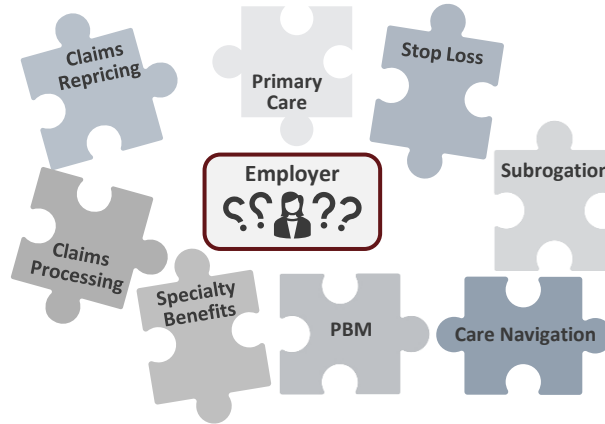 Claims
Repricing
Primary
Care
Stop Loss
Employer
????
Subrogation
Claims
Processing
Specialty
Benefits
PBM
Care Navigation